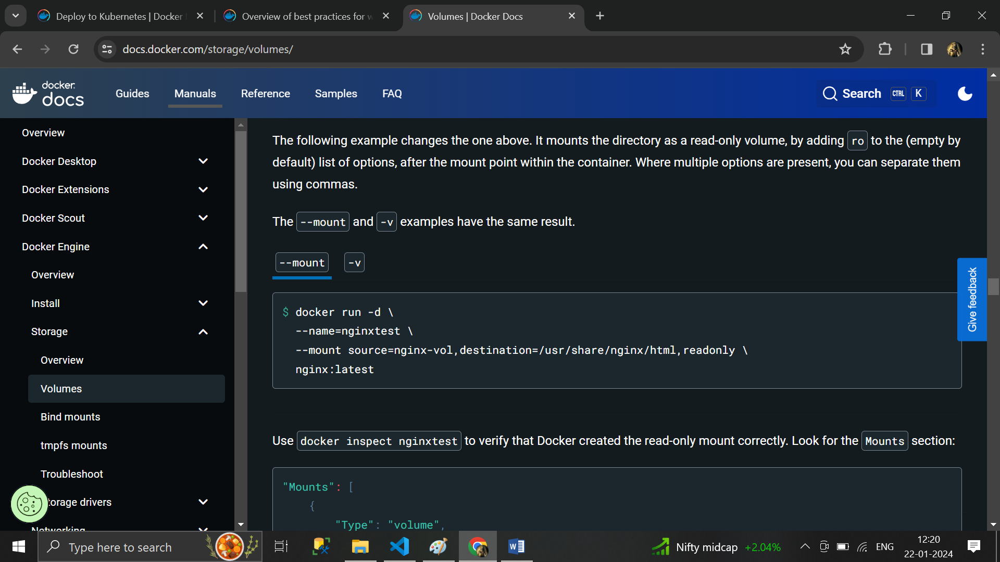 Deploy to Kubernetes | Docker
Overview of best practices for w
Volumes | Docker Docs
docs.docker.com/storage/volumes/
docker
docs
Guides
Manuals
Reference
Samples
FAQ
Search
CTRL
K
Overview
Docker Desktop
Docker Extensions
Docker Scout
Docker Engine
Overview
Install
Storage
Overview
Volumes
Bind mounts
tmpfs mounts
Troubleshoot
torage drivers
Networking
The following example changes the one above. It mounts the directory as a read-only volume, by adding ro to the (empty by
default) list of options, after the mount point within the container. Where multiple options are present, you can separate them
using commas.
The --mount and -v examples have the same result.
--mount
-v
$ docker run -d \
--name=nginxtest \
--mount source=nginx-vol,destination=/usr/share/nginx/html,readonly \
nginx:latest
Use docker inspect nginxtest to verify that Docker created the read-only mount correctly. Look for the Mounts section:
"Mounts": [
{
"Type": "volume",
Give feedback
Type here to search
Nifty midcap +2.04%
ENG
12:20
22-01-2024